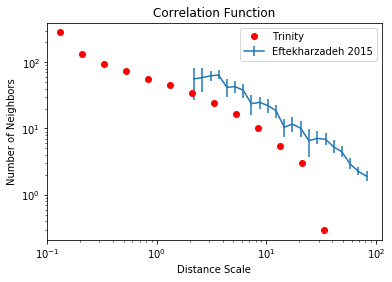 Correlation Function
Trinity
Eftekharzadeh 2015
Number of Neighbors
10²
10¹
10⁰
10⁻¹
10⁰
10¹
10²
Distance Scale